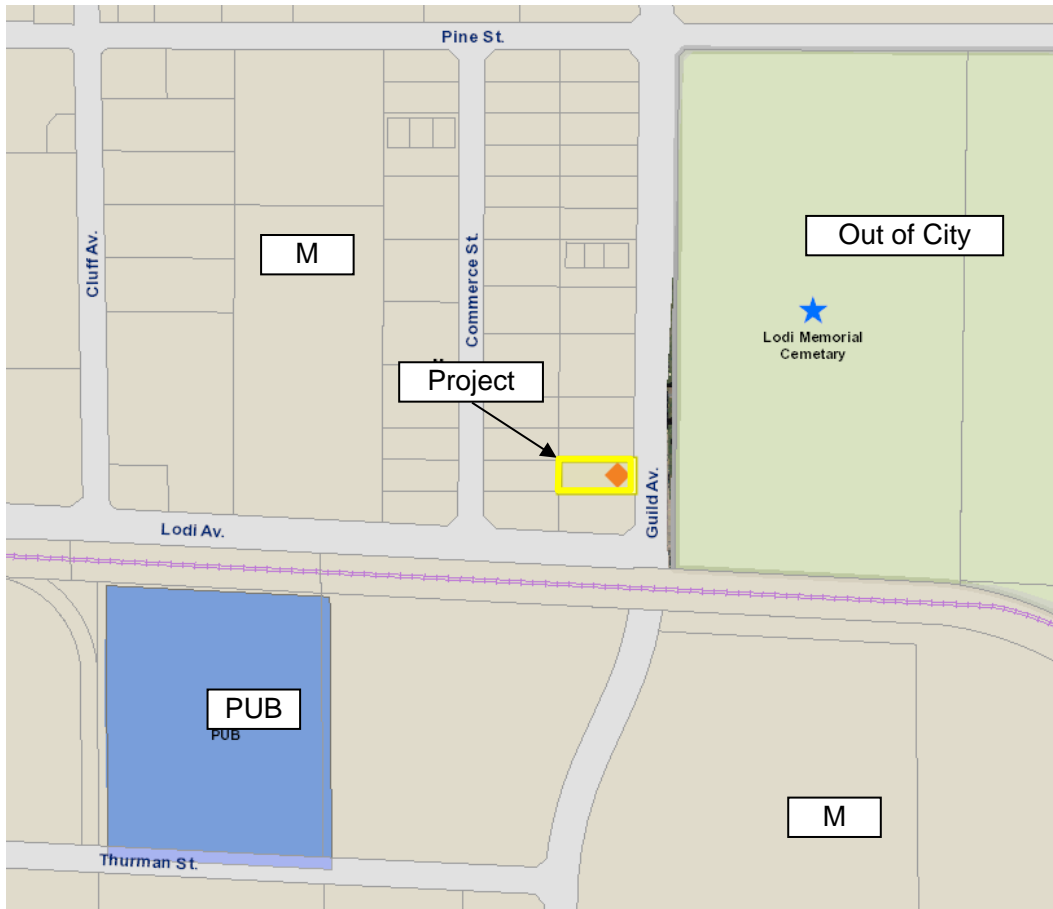 Pine St.
Out of City
M
Cluff Av.
Commerce St.
Lodi Memorial
Cemetary
Project
Guild Av.
Lodi Av.
PUB
PUB
M
Thurman St.